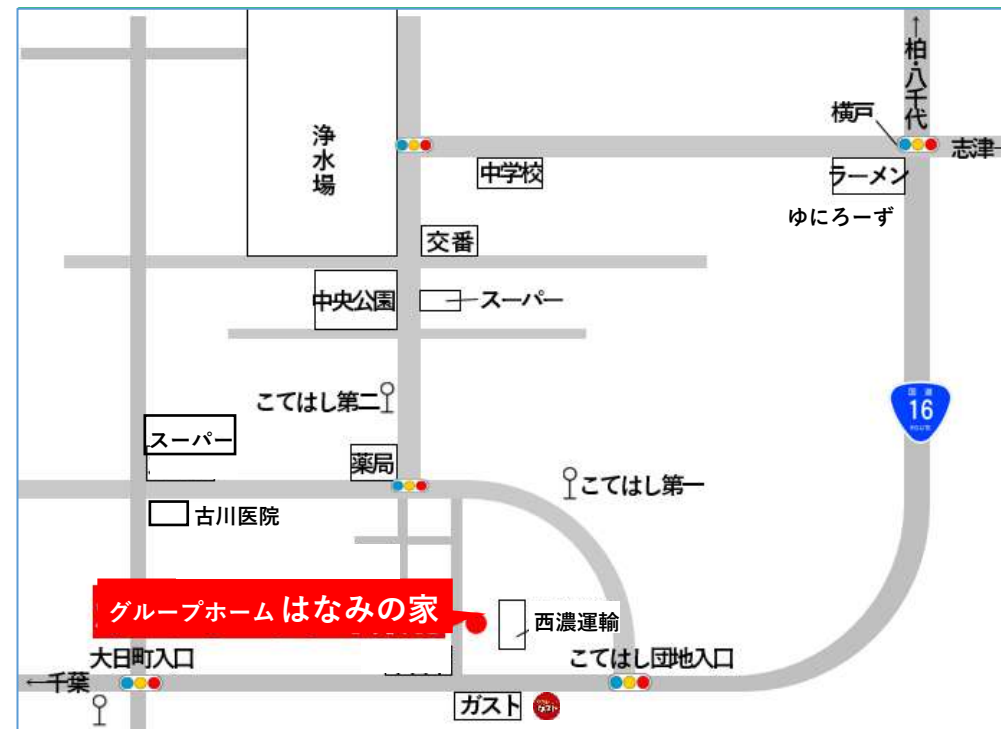 ↑柏・八千代
横戸
志津
浄水場
中学校
ラーメン
ゆにろーず
交番
中央公園
スーパー
こてはし第二
国道
16
ROUTE
スーパー
薬局
こてはし第一
古川医院
グループホーム はなみの家
西濃運輸
大日町入口
こてはし団地入口
←千葉
ガスト